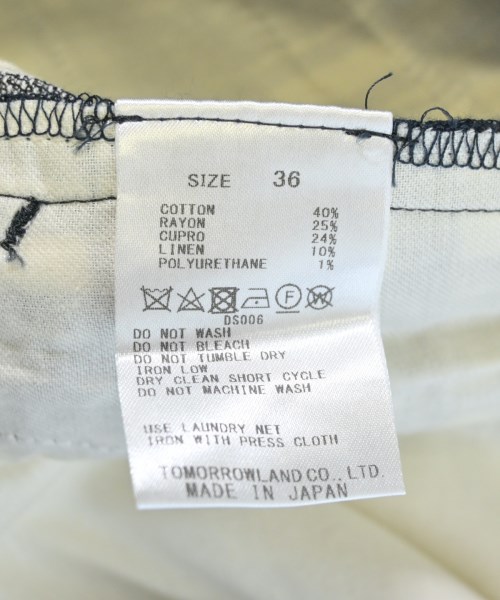 SIZE 36
COTTON 40%
RAYON 25%
CUPRO 24%
LINEN 10%
POLYURETHANE 1%
DS006
DO NOT WASH
DO NOT BLEACH
DO NOT TUMBLE DRY
IRON LOW
DRY CLEAN SHORT CYCLE
DO NOT MACHINE WASH
USE LAUNDRY NET
IRON WITH PRESS CLOTH
TOMORROWLAND CO., LTD.
MADE IN JAPAN